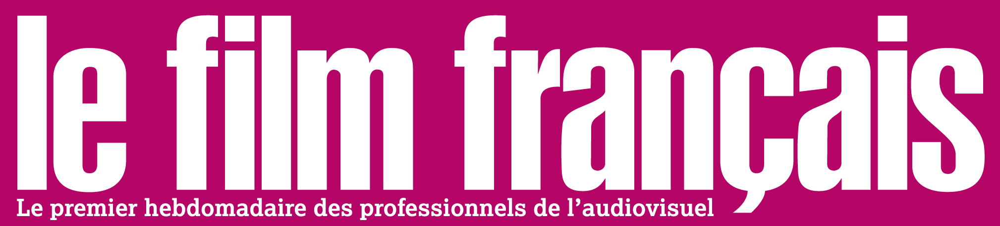 le film français
Le premier hebdomadaire des professionnels de l’audiovisuel